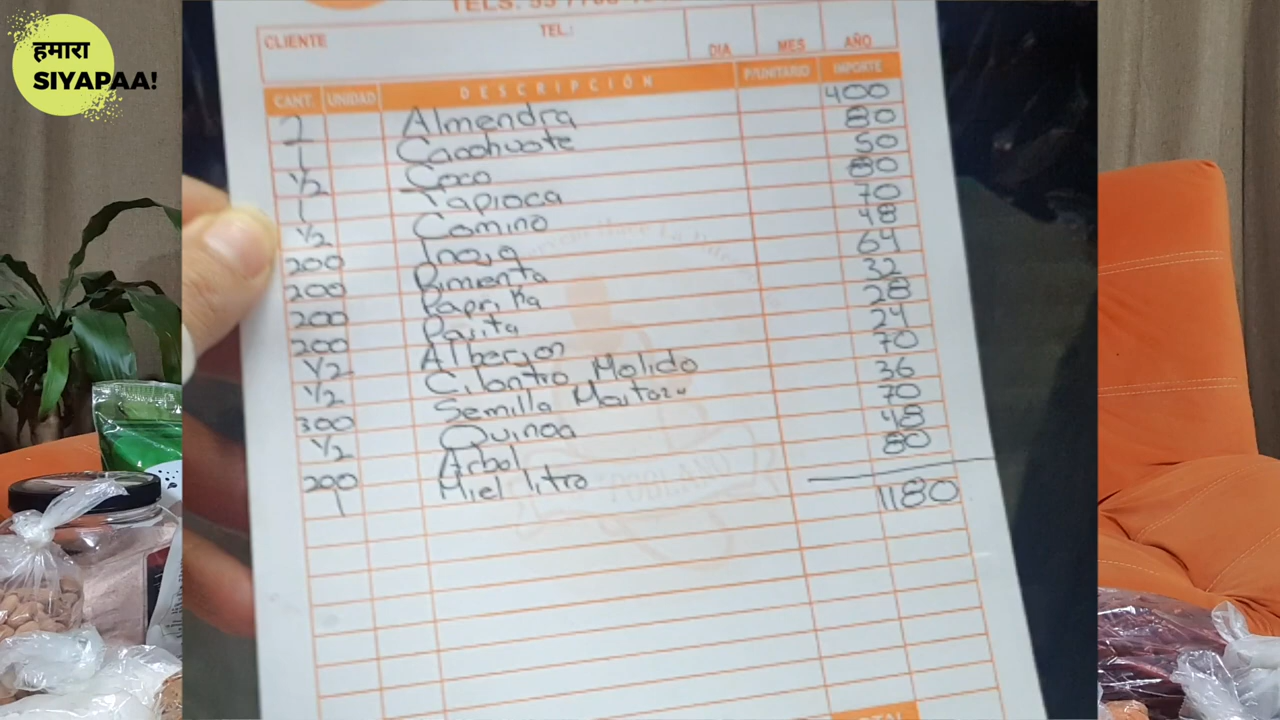 हमारा
SIYAPAA!
TELS. 55
CLIENTE TEL.: DIA MES AÑO
CANT. UNIDAD DESCRIPCIÓN P/UNITARIO IMPORTE
2 Almendra 400
1 Cacahuate 80
1/2 Coco 50
1 Tapioca 80
1/2 Comino 70
200 48
200 Pimienta 64
200 Paprika 32
200 Pasita 28
1/2 Alberjon 24
1/2 Cilantro Molido 70
300 Semilla 36
1/2 Quinoa 70
200 Arbol 48
1 Miel litro 80
1180
POBLANO